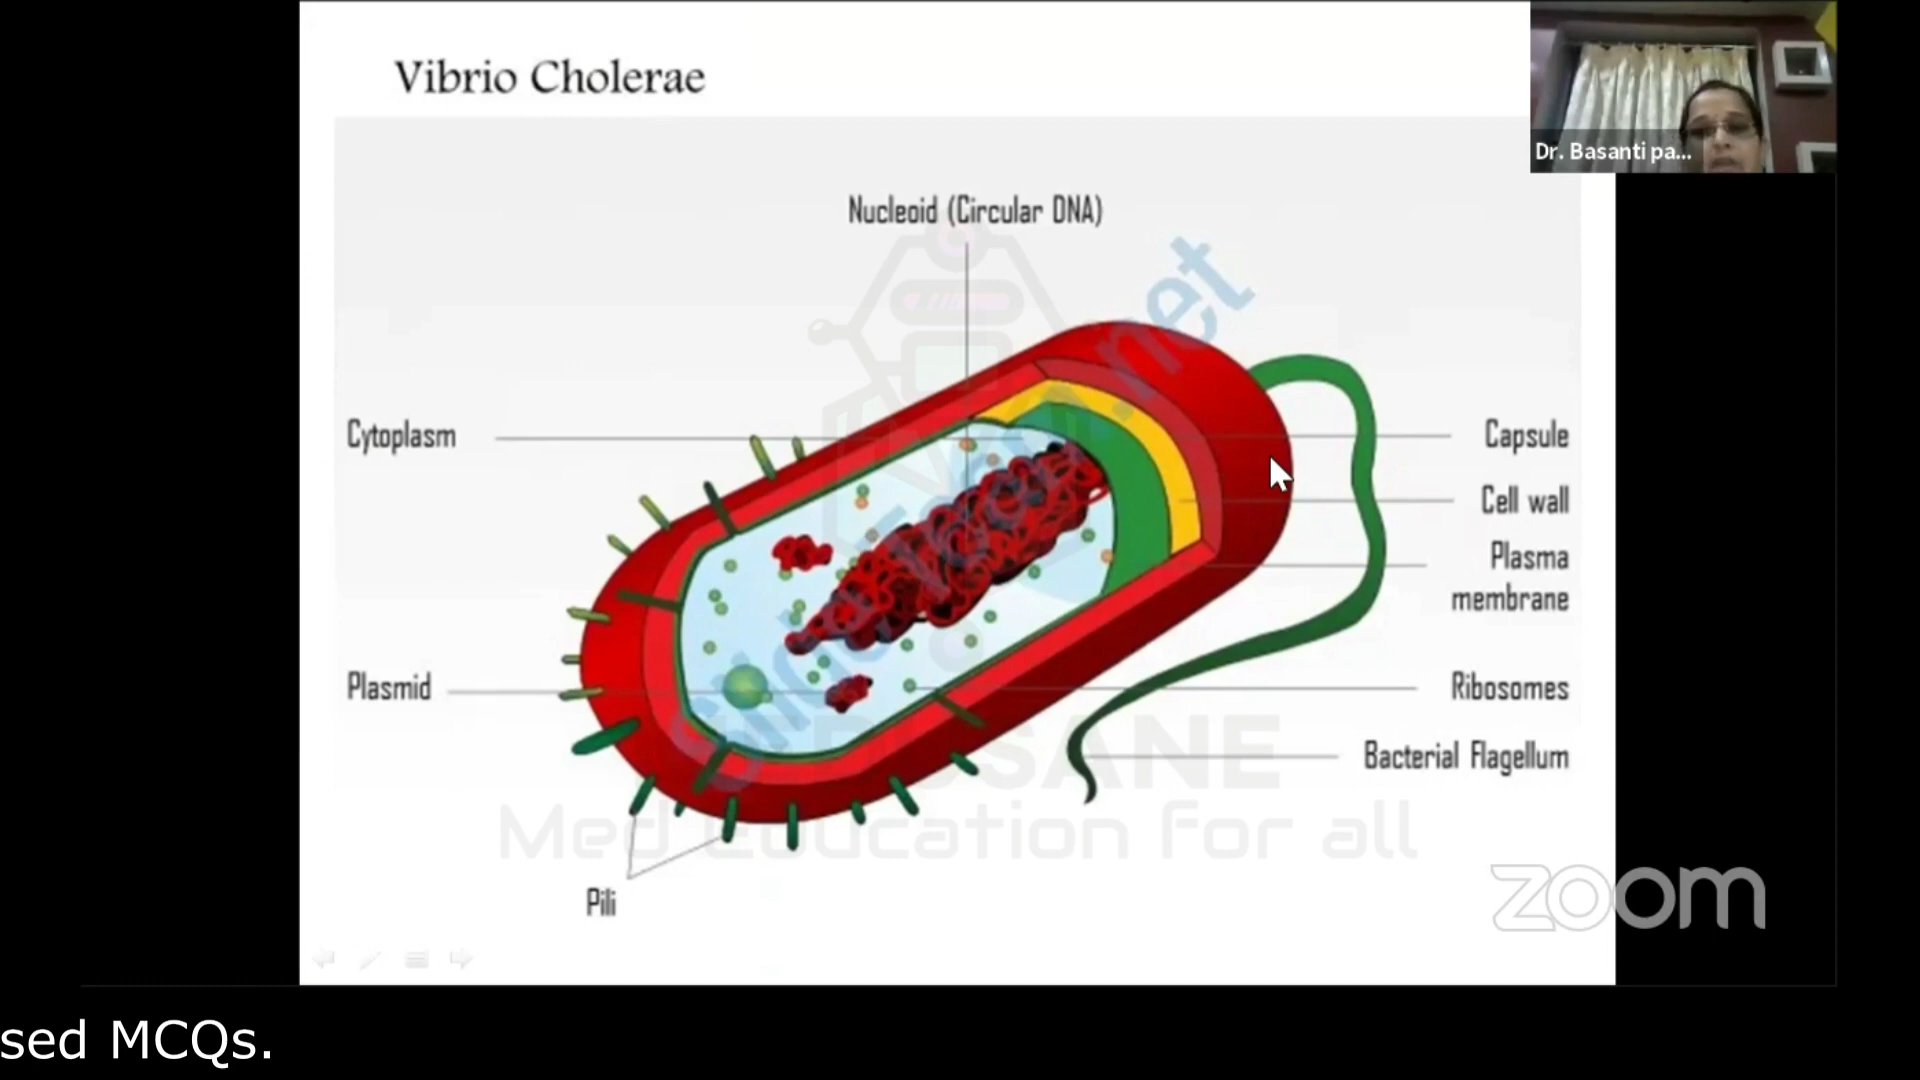 Vibrio Cholerae
Dr. Basanti pa...
Nucleoid (Circular DNA)
Cytoplasm
Capsule
Cell wall
Plasma
membrane
Plasmid
Ribosomes
Bacterial Flagellum
Pili
.net
Med Education for all
zoom
sed MCQs.